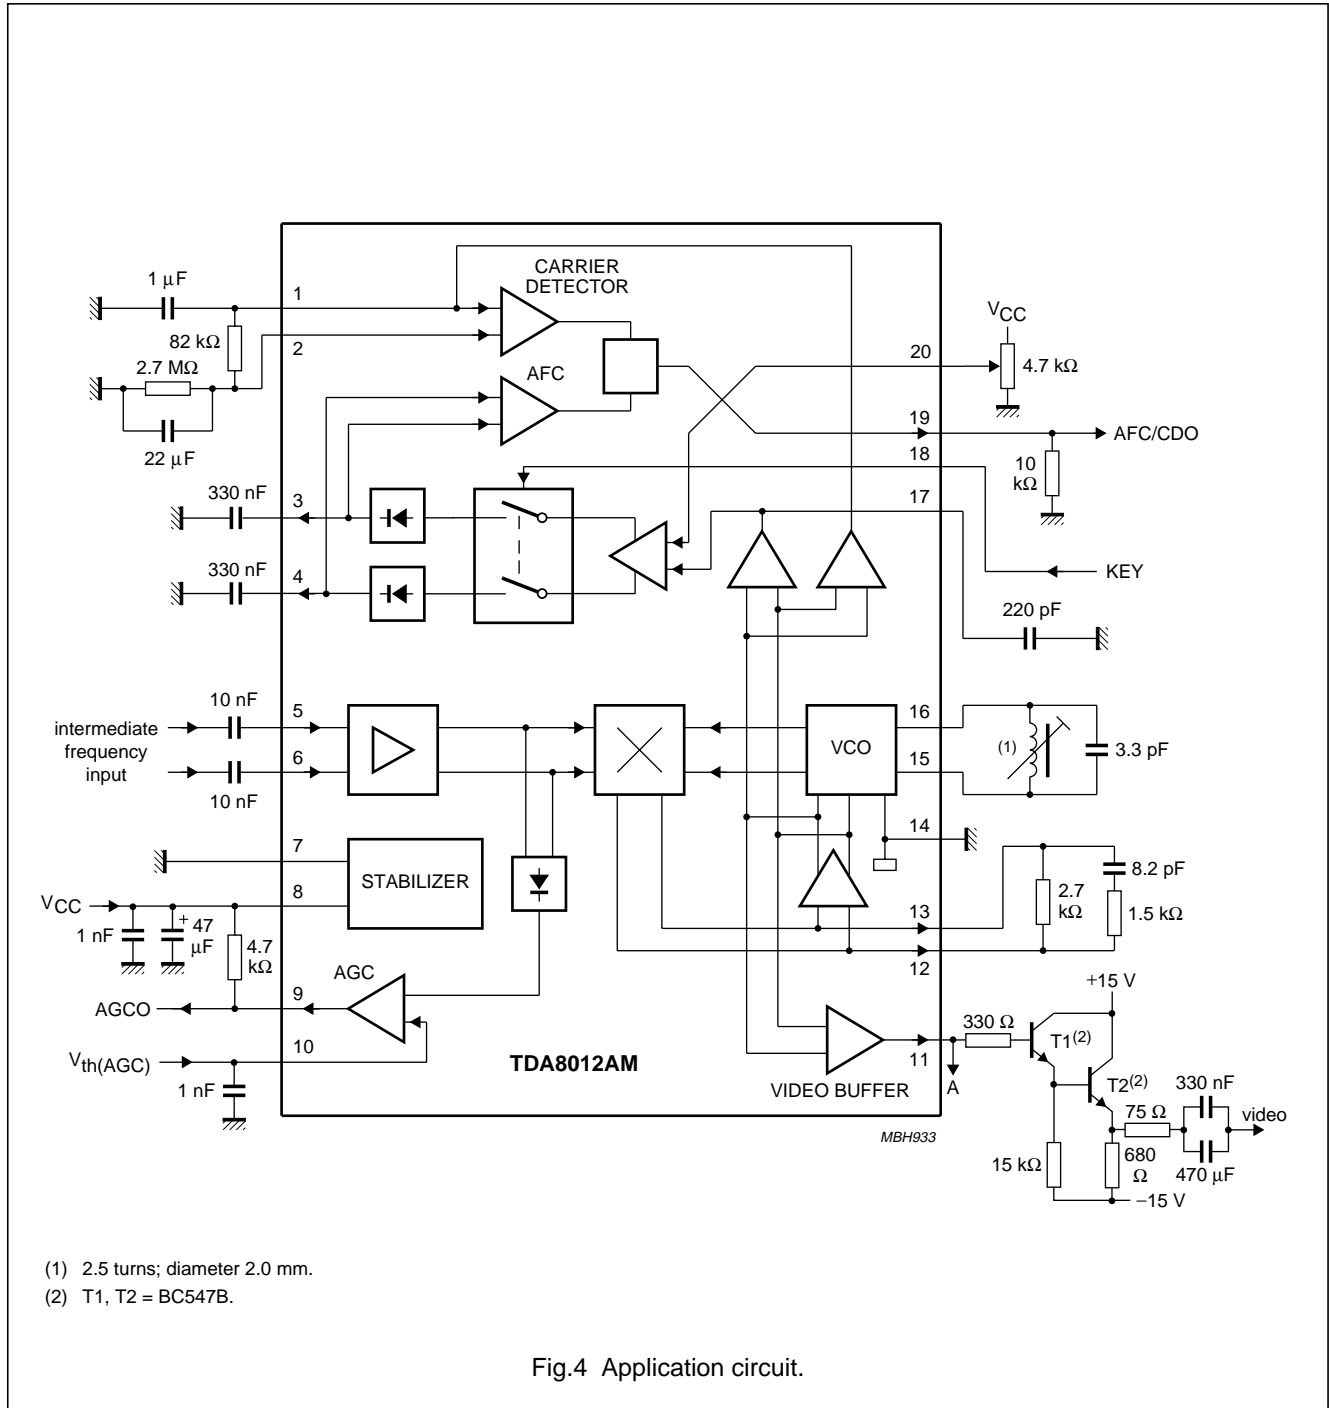 CARRIER
DETECTOR
1 µF
1
82 kΩ
2
2.7 MΩ
22 µF
AFC
VCC
20
4.7 kΩ
19
AFC/CDO
18
10
kΩ
330 nF
3
17
330 nF
4
KEY
220 pF
10 nF
5
intermediate
frequency
input
6
10 nF
VCO
16
15
(1)
3.3 pF
14
7
STABILIZER
VCC
8
1 nF
+
47
µF
4.7
kΩ
8.2 pF
2.7
kΩ
1.5 kΩ
13
12
AGC
9
AGCO
10
Vth(AGC)
1 nF
TDA8012AM
VIDEO BUFFER
11
A
+15 V
330 Ω
T1(2)
T2(2)
330 nF
75 Ω
video
15 kΩ
680
Ω
470 µF
−15 V
MBH933
(1) 2.5 turns; diameter 2.0 mm.
(2) T1, T2 = BC547B.
Fig.4 Application circuit.